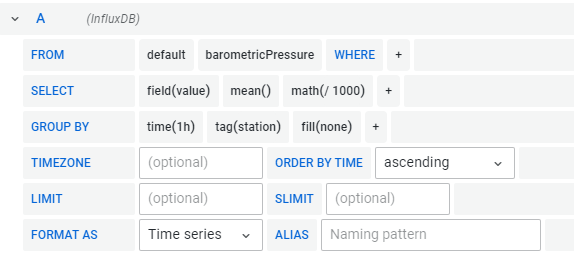 A (InfluxDB)
FROM default barometricPressure WHERE +
SELECT field(value) mean() math(/ 1000) +
GROUP BY time(1h) tag(station) fill(none) +
TIMEZONE (optional) ORDER BY TIME ascending
LIMIT (optional) SLIMIT (optional)
FORMAT AS Time series ALIAS Naming pattern